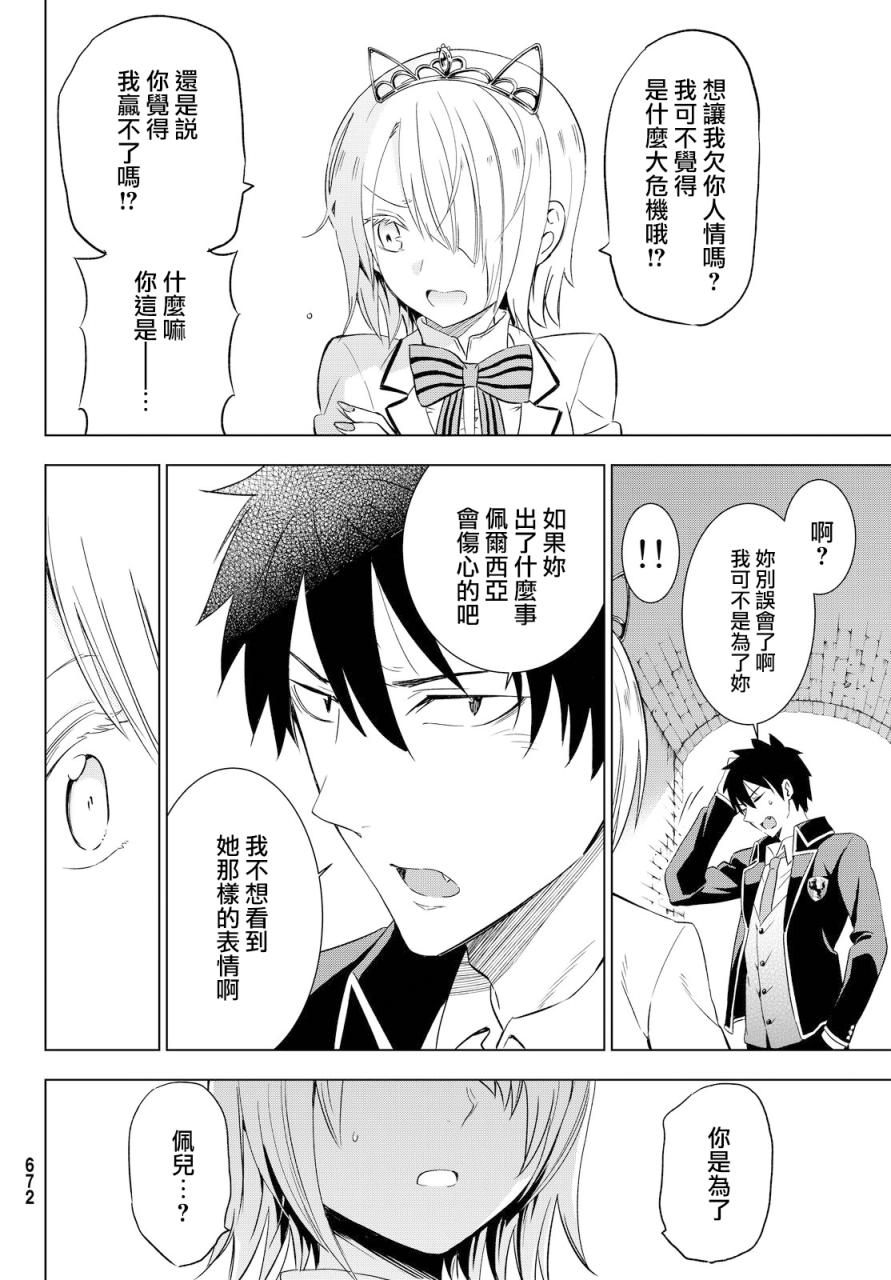 想讓我欠你人情嗎?
我可不覺得
是什麼大危機哦!?
還是説
你覺得
我贏不了嗎!?
什麼嘛
你這是——……
啊?
妳別誤會了啊
我可不是為了妳
!!
如果妳
出了什麼事
佩爾西亞
會傷心的吧
我不想看到
她那樣的表情啊
你是為了
佩兒…?
672